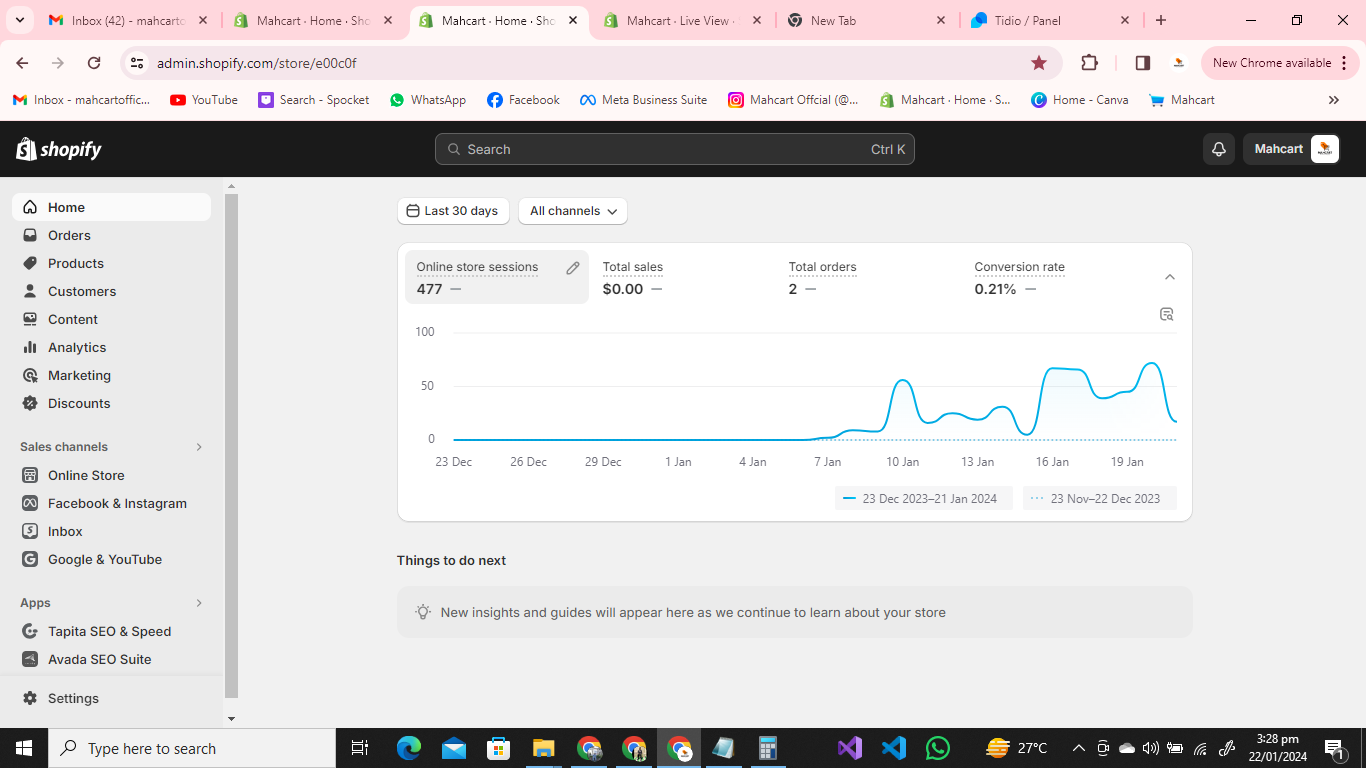 Inbox (42) - mahcarto
Mahcart · Home · Sho
Mahcart · Home · Sho
Mahcart · Live View ·
New Tab
Tidio / Panel
admin.shopify.com/store/e00c0f
New Chrome available
Inbox - mahcartoffic...
YouTube
Search - Spocket
WhatsApp
Facebook
Meta Business Suite
Mahcart Offcial (@...
Mahcart · Home · S...
Home - Canva
Mahcart
shopify
Search
Ctrl K
Mahcart
Home
Orders
Products
Customers
Content
Analytics
Marketing
Discounts
Sales channels
Online Store
Facebook & Instagram
Inbox
Google & YouTube
Apps
Tapita SEO & Speed
Avada SEO Suite
Settings
Last 30 days
All channels
Online store sessions
477 —
Total sales
$0.00 —
Total orders
2 —
Conversion rate
0.21% —
100
50
0
23 Dec
26 Dec
29 Dec
1 Jan
4 Jan
7 Jan
10 Jan
13 Jan
16 Jan
19 Jan
23 Dec 2023–21 Jan 2024
23 Nov–22 Dec 2023
Things to do next
New insights and guides will appear here as we continue to learn about your store
Type here to search
27°C
3:28 pm
22/01/2024
1